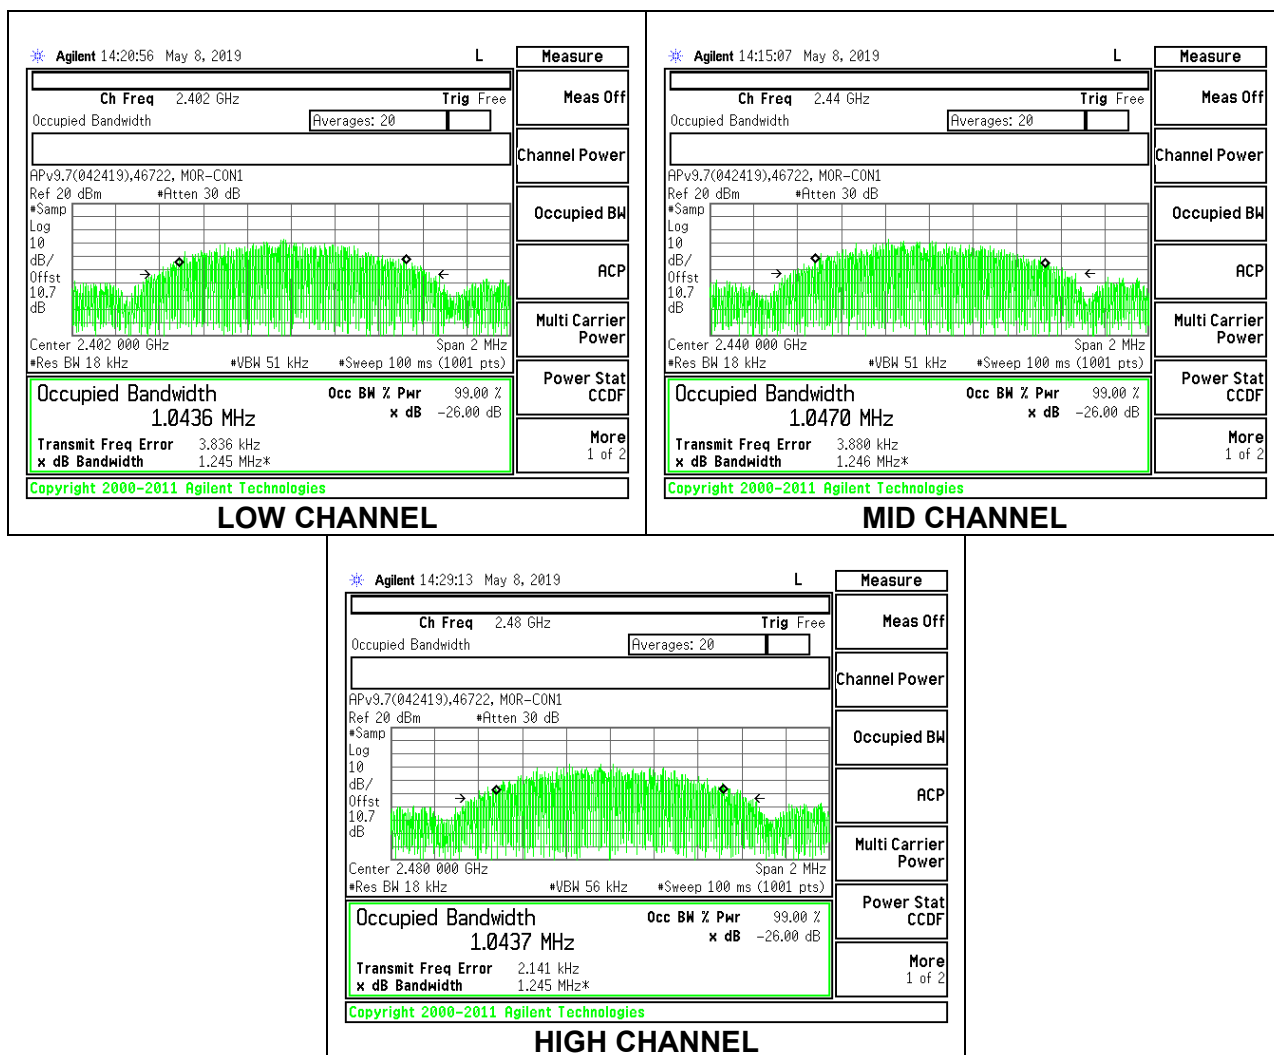 Agilent 14:20:56 May 8, 2019 L Measure
Ch Freq 2.402 GHz Trig Free Meas Off
Occupied Bandwidth Averages: 20
Channel Power
APv9.7(042419),46722, MOR-CON1
Ref 20 dBm #Atten 30 dB
#Samp Occupied BW
Log
10
dB/ ACP
Offst
10.7
dB
Multi Carrier
Power
Center 2.402 000 GHz Span 2 MHz
#Res BW 18 kHz #VBW 51 kHz #Sweep 100 ms (1001 pts)
Power Stat
CCDF
Occupied Bandwidth Occ BW % Pwr 99.00 %
1.0436 MHz x dB -26.00 dB
Transmit Freq Error 3.836 kHz More
x dB Bandwidth 1.245 MHz* 1 of 2
Copyright 2000-2011 Agilent Technologies
LOW CHANNEL
Agilent 14:15:07 May 8, 2019 L Measure
Ch Freq 2.44 GHz Trig Free Meas Off
Occupied Bandwidth Averages: 20
Channel Power
APv9.7(042419),46722, MOR-CON1
Ref 20 dBm #Atten 30 dB
#Samp Occupied BW
Log
10
dB/ ACP
Offst
10.7
dB
Multi Carrier
Power
Center 2.440 000 GHz Span 2 MHz
#Res BW 18 kHz #VBW 51 kHz #Sweep 100 ms (1001 pts)
Power Stat
CCDF
Occupied Bandwidth Occ BW % Pwr 99.00 %
1.0470 MHz x dB -26.00 dB
Transmit Freq Error 3.880 kHz More
x dB Bandwidth 1.246 MHz* 1 of 2
Copyright 2000-2011 Agilent Technologies
MID CHANNEL
Agilent 14:29:13 May 8, 2019 L Measure
Ch Freq 2.48 GHz Trig Free Meas Off
Occupied Bandwidth Averages: 20
Channel Power
APv9.7(042419),46722, MOR-CON1
Ref 20 dBm #Atten 30 dB
#Samp Occupied BW
Log
10
dB/ ACP
Offst
10.7
dB
Multi Carrier
Power
Center 2.480 000 GHz Span 2 MHz
#Res BW 18 kHz #VBW 56 kHz #Sweep 100 ms (1001 pts)
Power Stat
CCDF
Occupied Bandwidth Occ BW % Pwr 99.00 %
1.0437 MHz x dB -26.00 dB
Transmit Freq Error 2.141 kHz More
x dB Bandwidth 1.245 MHz* 1 of 2
Copyright 2000-2011 Agilent Technologies
HIGH CHANNEL